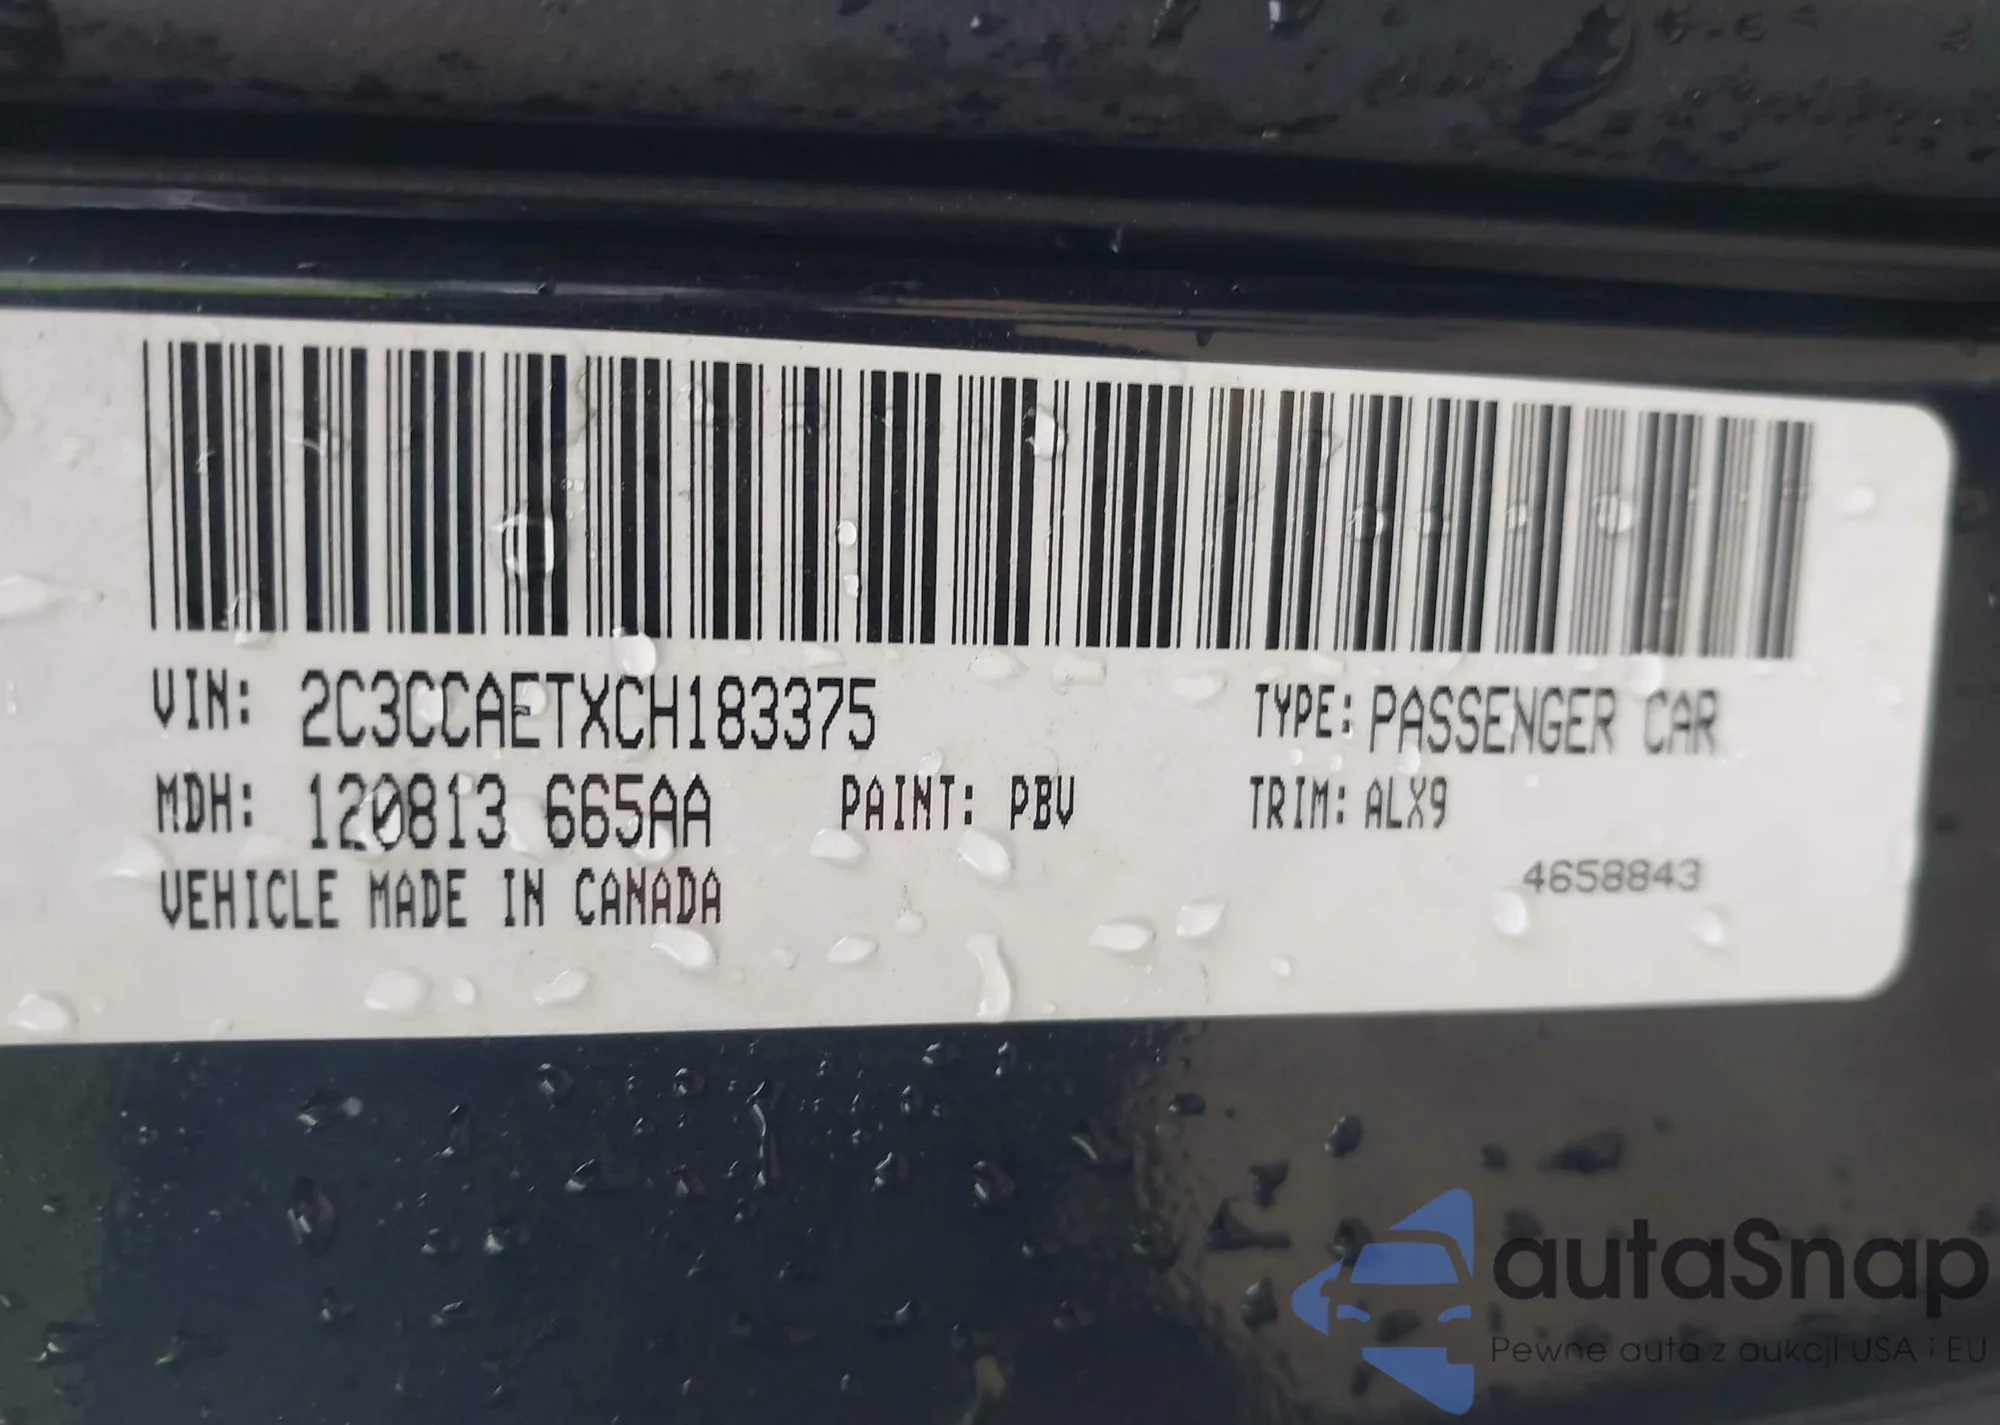 VIN: 2C3CCAETXCH183375 TYPE: PASSENGER CAR
MDH: 120813 665AA PAINT: PBV TRIM: ALX9
VEHICLE MADE IN CANADA 4658843
autaSnap
Pewne auta z aukcji USA i EU